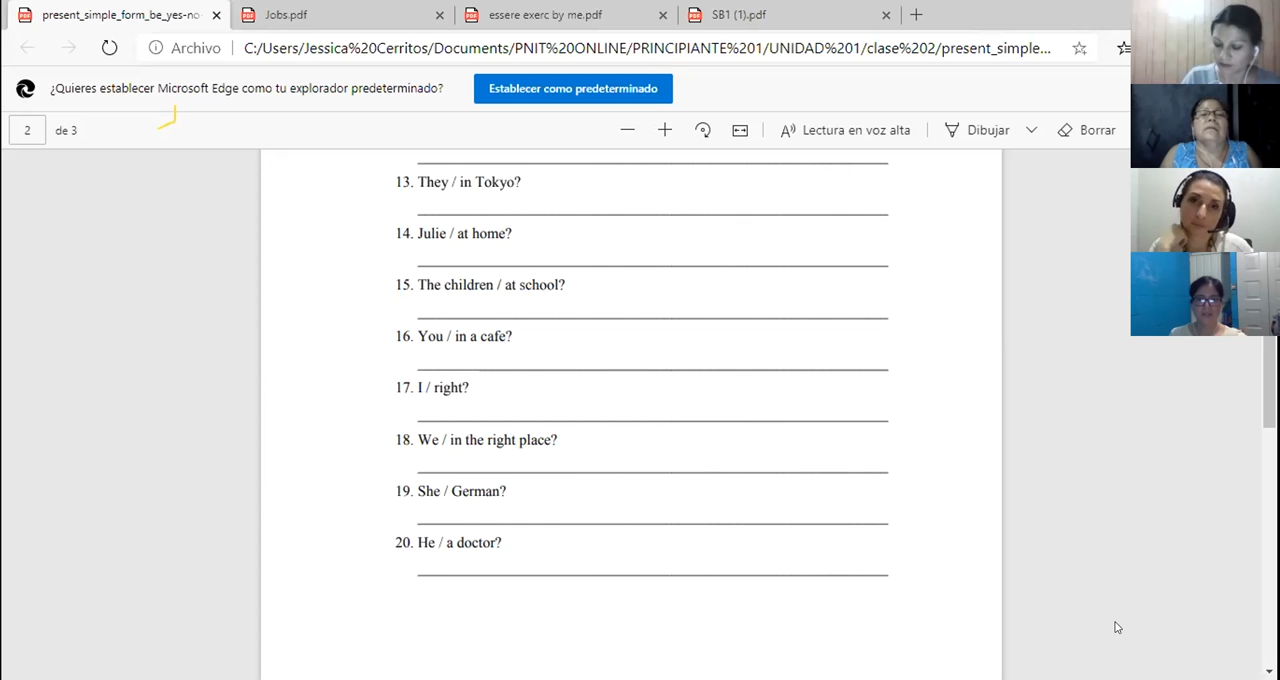 present_simple_form_be_yes-no-
Jobs.pdf
essere exerc by me.pdf
SB1 (1).pdf
Archivo
C:/Users/Jessica%20Cerritos/Documents/PNIT%20ONLINE/PRINCIPIANTE%201/UNIDAD%201/clase%202/present_simple...
¿Quieres establecer Microsoft Edge como tu explorador predeterminado?
Establecer como predeterminado
2 de 3
A Lectura en voz alta
Dibujar
Borrar
13. They / in Tokyo?
14. Julie / at home?
15. The children / at school?
16. You / in a cafe?
17. I / right?
18. We / in the right place?
19. She / German?
20. He / a doctor?